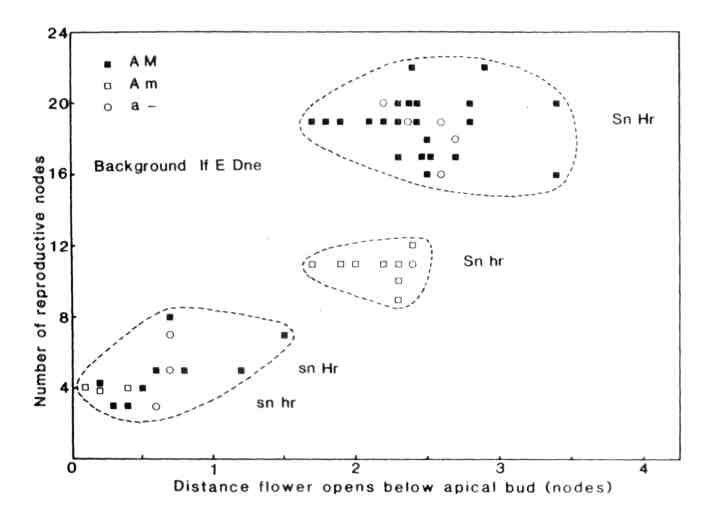 24
A M
A m
a –
20
Sn Hr
Background If E Dne
16
12
Sn hr
8
sn Hr
4
sn hr
Number of reproductive nodes
0 1 2 3 4
Distance flower opens below apical bud (nodes)